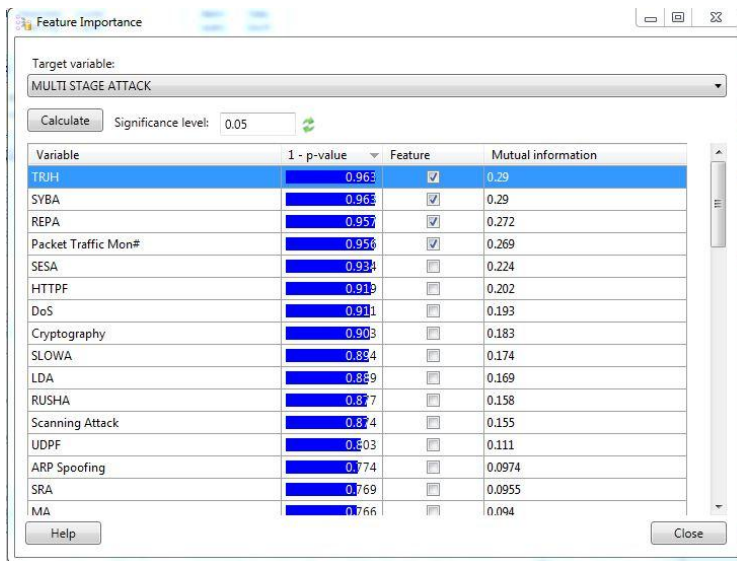 Feature Importance
Target variable:
MULTI STAGE ATTACK
Calculate Significance level: 0.05
Variable 1 - p-value Feature Mutual information
TRJH 0.963 0.29
SYBA 0.963 0.29
REPA 0.957 0.272
Packet Traffic Mon# 0.956 0.269
SESA 0.934 0.224
HTTPF 0.919 0.202
DoS 0.911 0.193
Cryptography 0.903 0.183
SLOWA 0.894 0.174
LDA 0.889 0.169
RUSHA 0.877 0.158
Scanning Attack 0.874 0.155
UDPF 0.803 0.111
ARP Spoofing 0.774 0.0974
SRA 0.769 0.0955
MA 0.766 0.094
Help Close